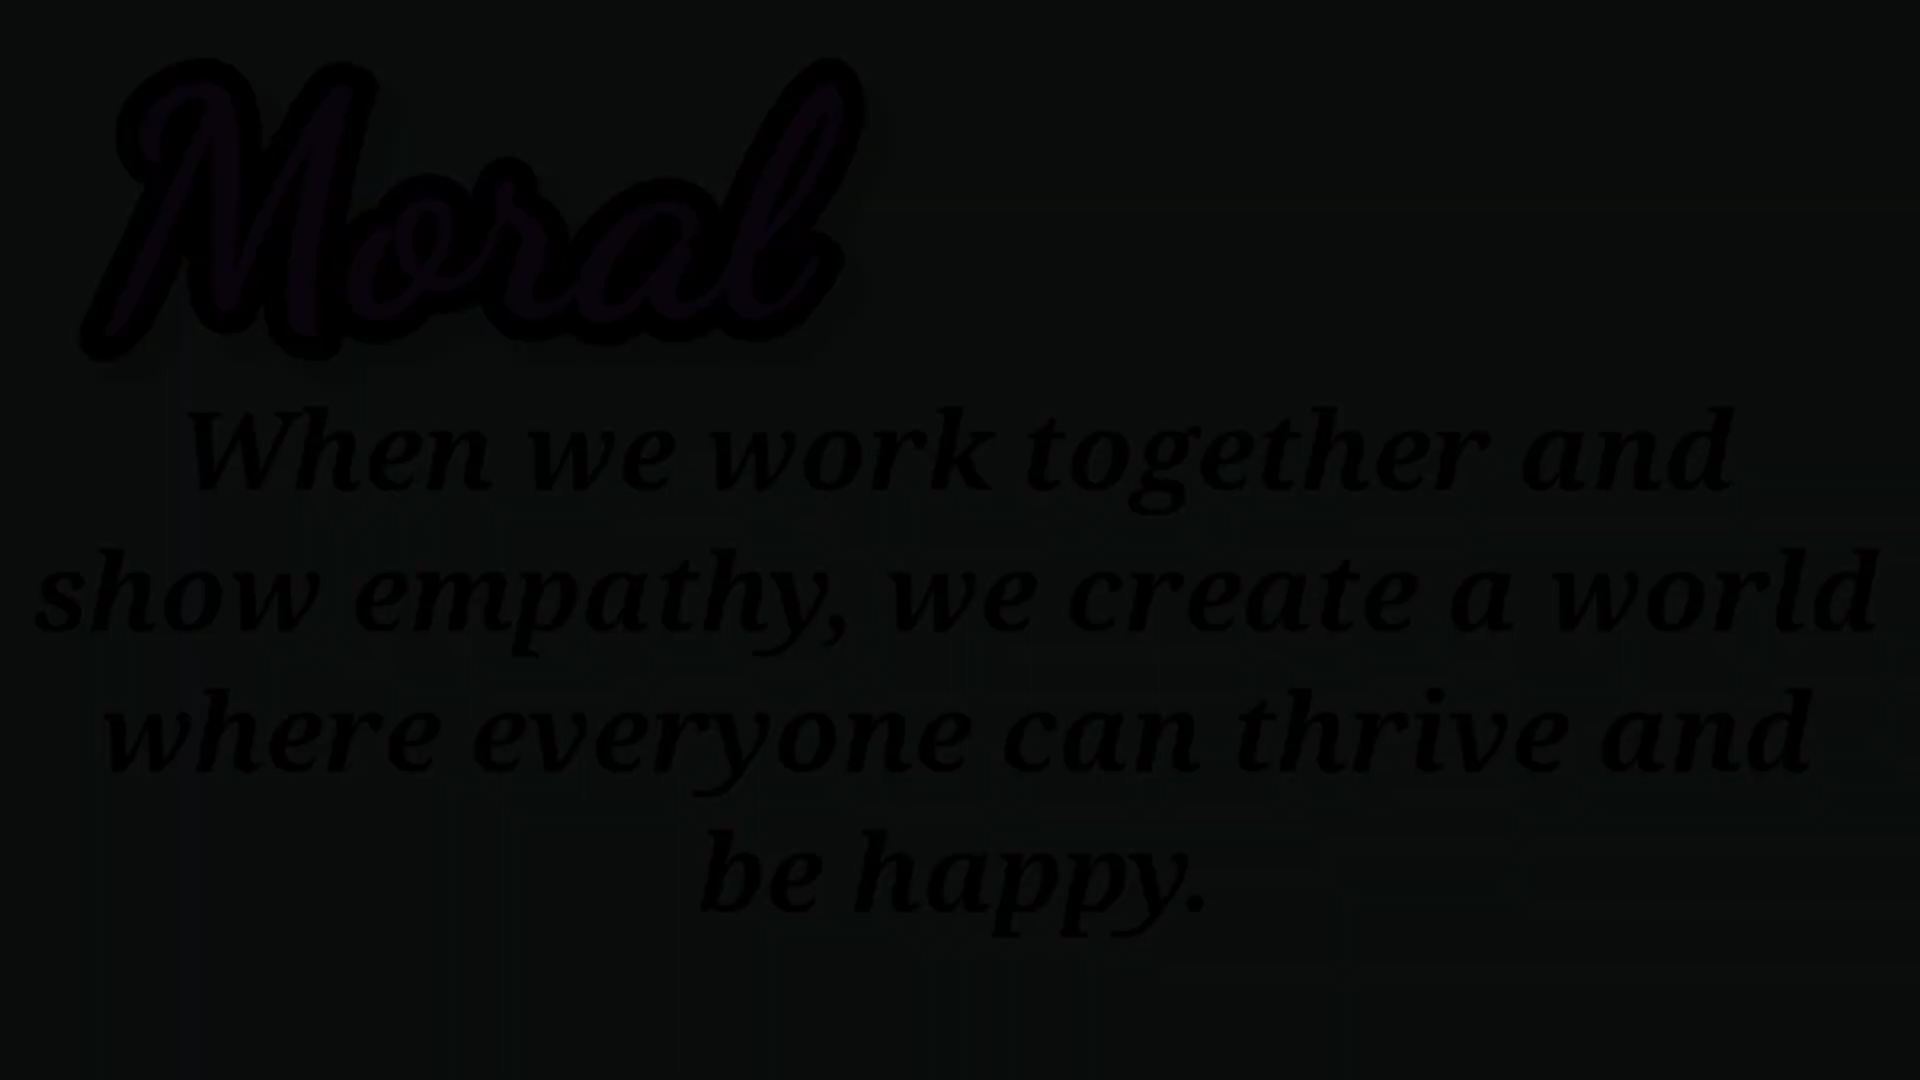 Moral
When we work together and
show empathy, we create a world
where everyone can thrive and
be happy.